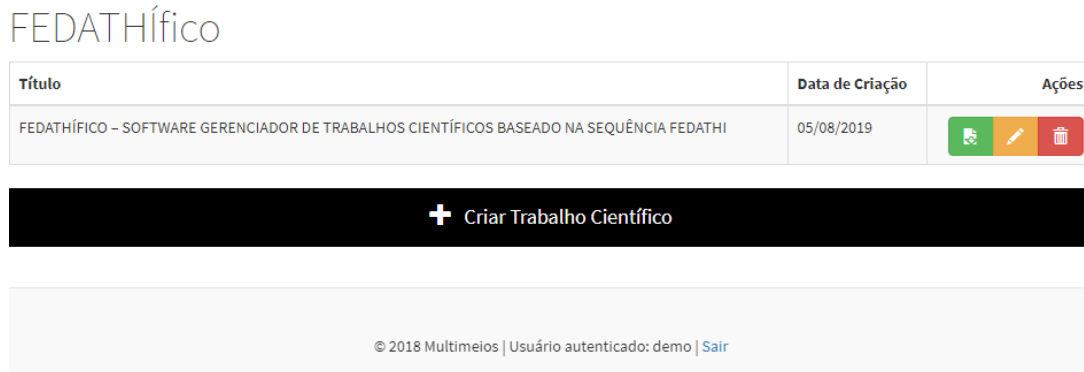 FEDATHÍfico
Título Data de Criação Ações
FEDATHÍFICO – SOFTWARE GERENCIADOR DE TRABALHOS CIENTÍFICOS BASEADO NA SEQUÊNCIA FEDATHI 05/08/2019
Criar Trabalho Científico
© 2018 Multimeios | Usuário autenticado: demo | Sair